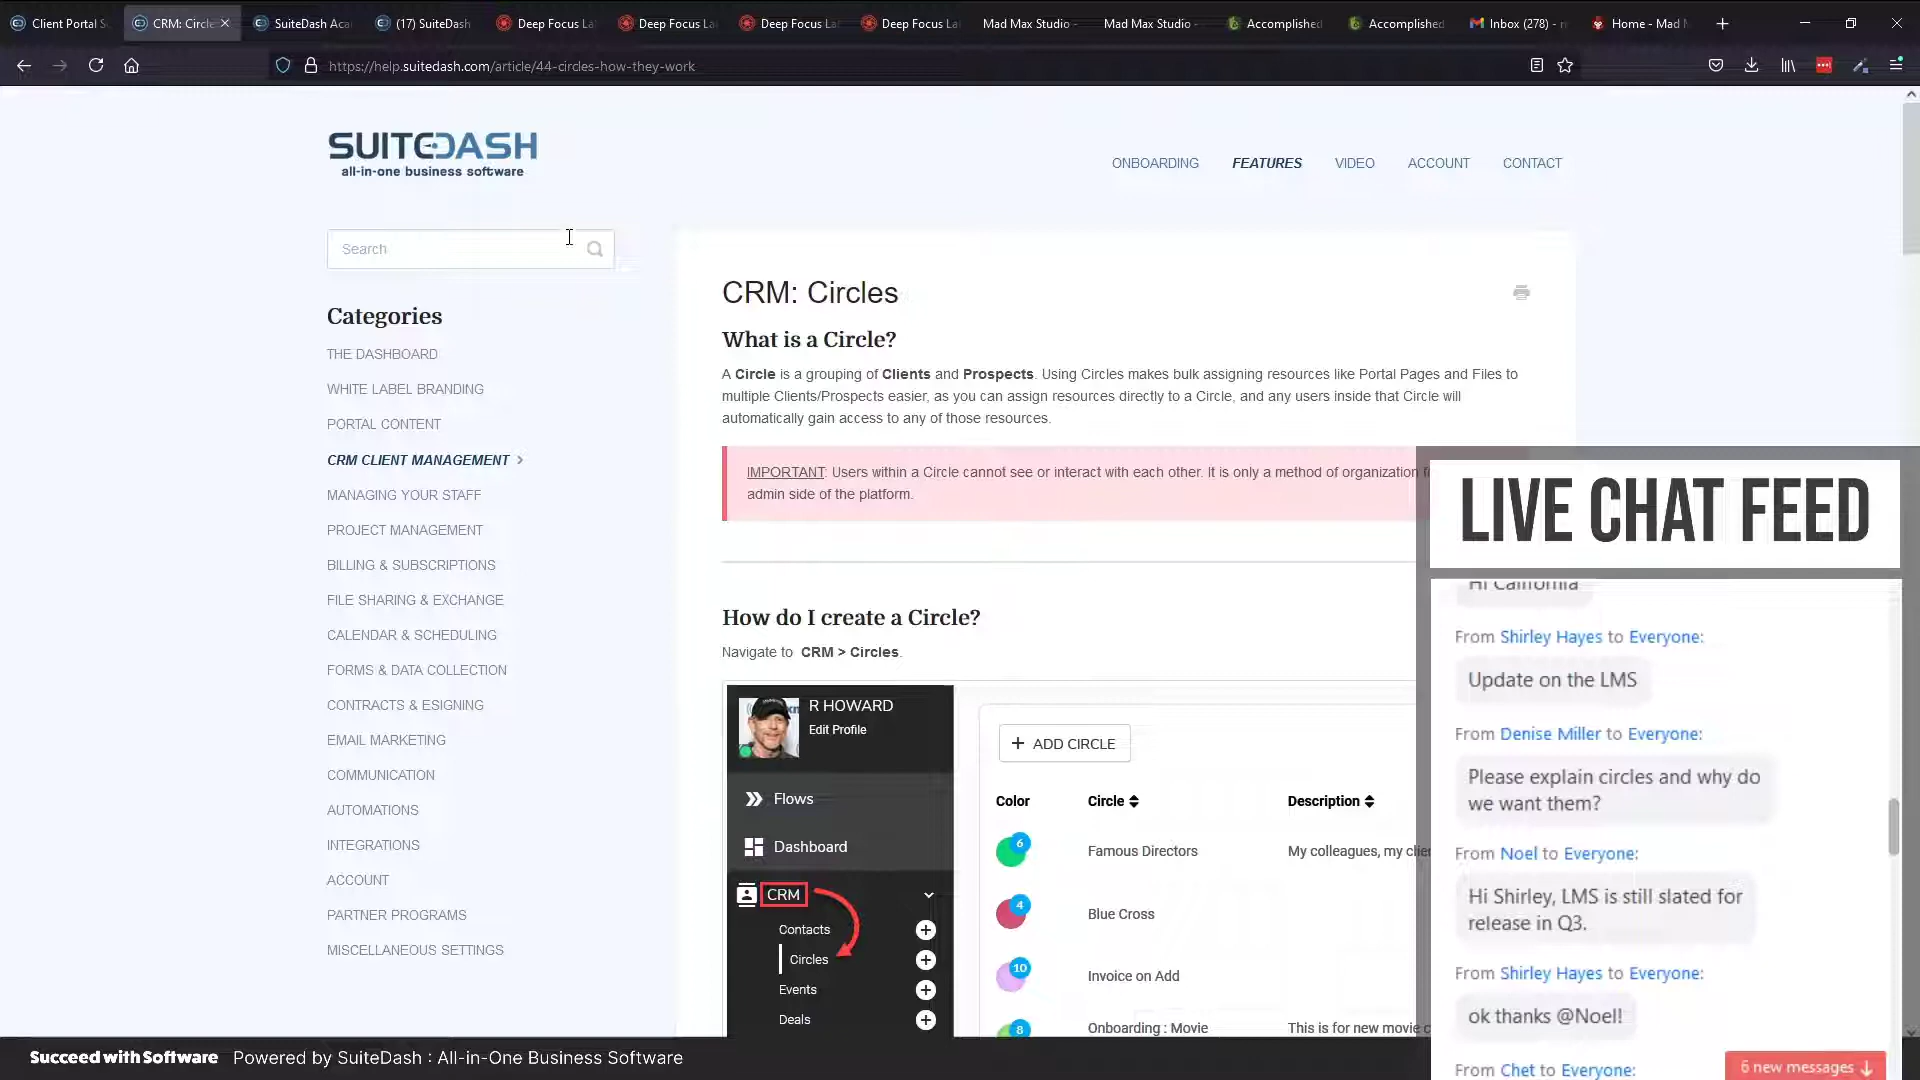 Client Portal S
CRM: Circle
SuiteDash Aca
(17) SuiteDash
Deep Focus La
Deep Focus La
Deep Focus La
Deep Focus La
Mad Max Studio -
Mad Max Studio -
Accomplished
Accomplished
Inbox (278) -
Home - Mad
https://help.suitedash.com/article/44-circles-how-they-work
SUITEDASH
all-in-one business software
ONBOARDING
FEATURES
VIDEO
ACCOUNT
CONTACT
Search
Categories
THE DASHBOARD
WHITE LABEL BRANDING
PORTAL CONTENT
CRM CLIENT MANAGEMENT
MANAGING YOUR STAFF
PROJECT MANAGEMENT
BILLING & SUBSCRIPTIONS
FILE SHARING & EXCHANGE
CALENDAR & SCHEDULING
FORMS & DATA COLLECTION
CONTRACTS & ESIGNING
EMAIL MARKETING
COMMUNICATION
AUTOMATIONS
INTEGRATIONS
ACCOUNT
PARTNER PROGRAMS
MISCELLANEOUS SETTINGS
CRM: Circles
What is a Circle?
A Circle is a grouping of Clients and Prospects. Using Circles makes bulk assigning resources like Portal Pages and Files to
multiple Clients/Prospects easier, as you can assign resources directly to a Circle, and any users inside that Circle will
automatically gain access to any of those resources.
IMPORTANT: Users within a Circle cannot see or interact with each other. It is only a method of organization
admin side of the platform.
How do I create a Circle?
Navigate to CRM > Circles.
R HOWARD
Edit Profile
Flows
Dashboard
CRM
Contacts
Circles
Events
Deals
+ ADD CIRCLE
Color
Circle
Description
6
Famous Directors
My colleagues, my clie
4
Blue Cross
10
Invoice on Add
8
Onboarding : Movie
This is for new movie c
LIVE CHAT FEED
Hi California
From Shirley Hayes to Everyone:
Update on the LMS
From Denise Miller to Everyone:
Please explain circles and why do
we want them?
From Noel to Everyone:
Hi Shirley, LMS is still slated for
release in Q3.
From Shirley Hayes to Everyone:
ok thanks @Noel!
From Chet to Everyone:
6 new messages
Succeed with Software
Powered by SuiteDash : All-in-One Business Software